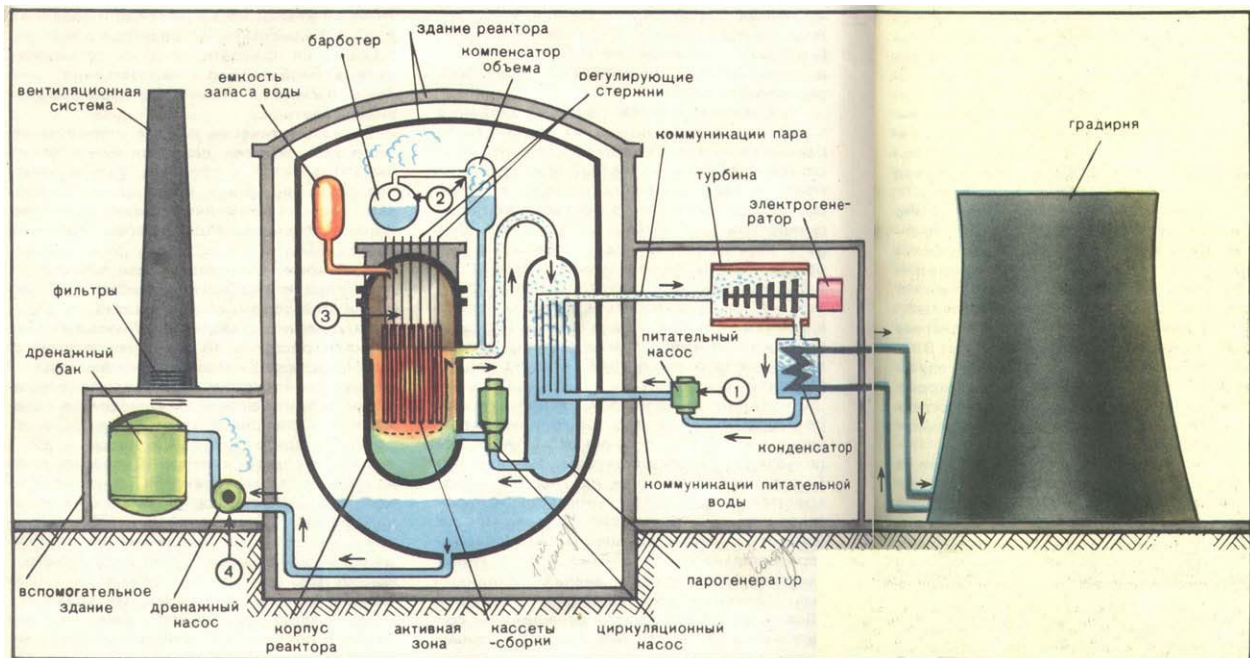 здание реактора
барботер
компенсатор
объема
емкость
запаса воды
регулирующие
стержни
вентиляционная
система
коммуникации пара
градирня
турбина
электрогене-
ратор
2
фильтры
3
дренажный
бак
питательный
насос
1
конденсатор
коммуникации питательной
воды
4
парогенератор
вспомогательное
здание
дренажный
насос
корпус
реактора
активная
зона
кассеты
-сборки
циркуляционный
насос